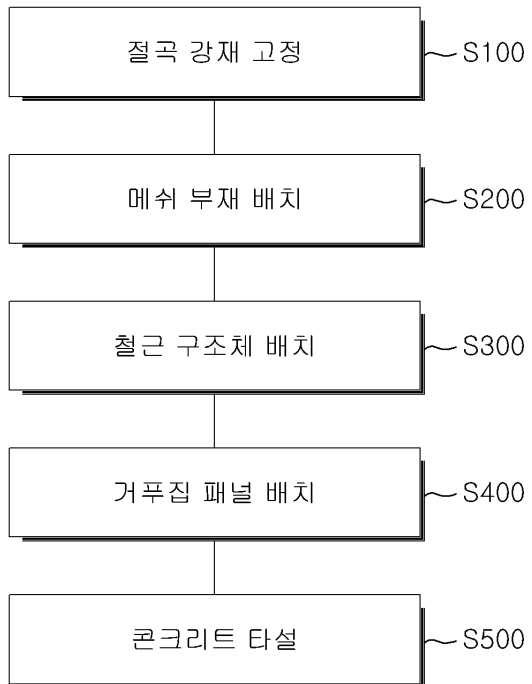 절곡 강재 고정 S100
메쉬 부재 배치 S200
철근 구조체 배치 S300
거푸집 패널 배치 S400
콘크리트 타설 S500